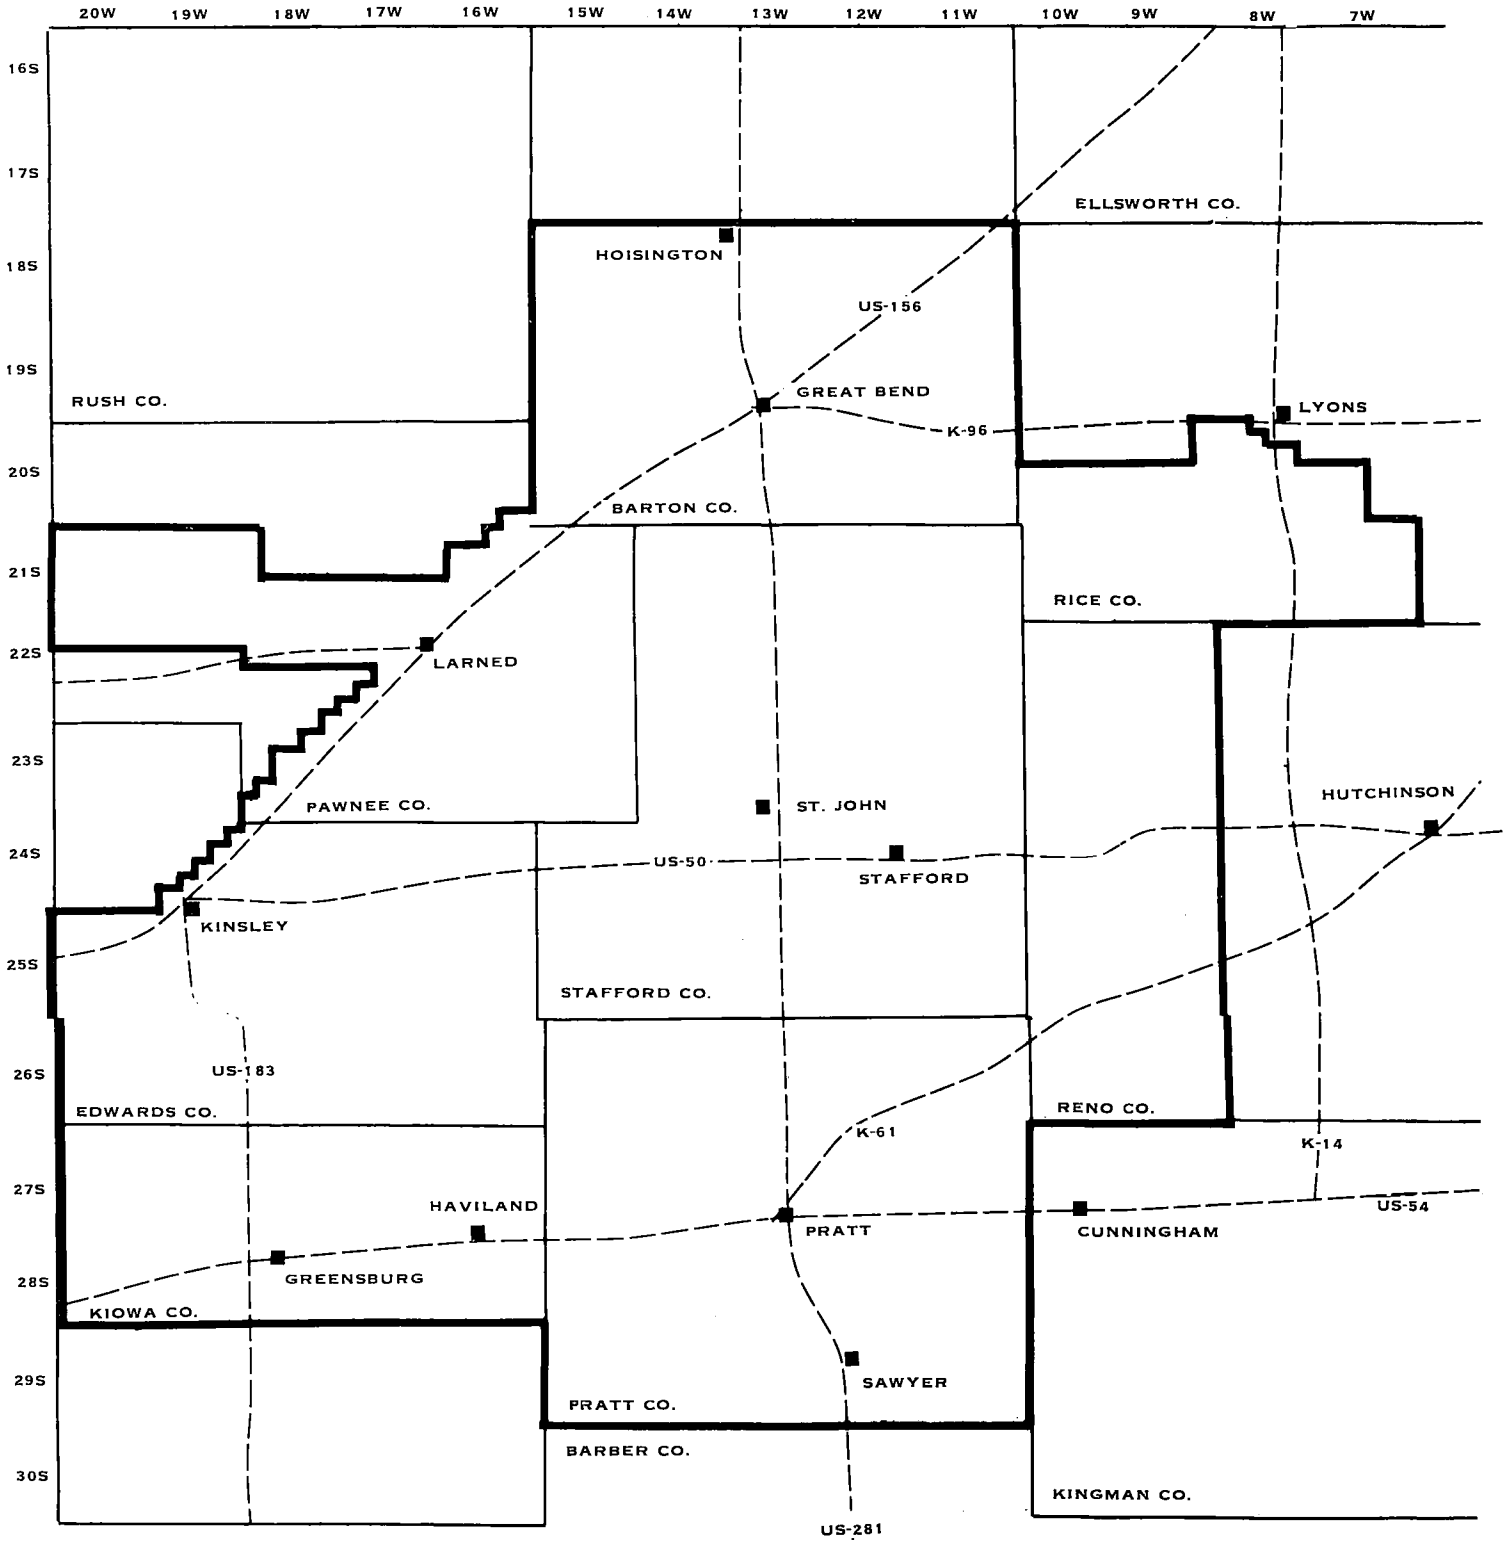 20W 19W 18W 17W 16W 15W 13W 12W 11W 10W 9W 8W 7W
16S
17S
ELLSWORTH CO.
HOISINGTON
18S
US-156
19S
GREAT BEND
RUSH CO.
LYONS
K-96
20S
BARTON CO.
21S
RICE CO.
22S
LARNED
23S
HUTCHINSON
PAWNEE CO.
ST. JOHN
24S
US-50
STAFFORD
KINSLEY
25S
STAFFORD CO.
26S
US-183
EDWARDS CO.
RENO CO.
K-61
K-14
27S
HAVILAND
US-54
PRATT
CUNNINGHAM
28S
GREENSBURG
KIOWA CO.
29S
SAWYER
PRATT CO.
BARBER CO.
30S
KINGMAN CO.
US-281